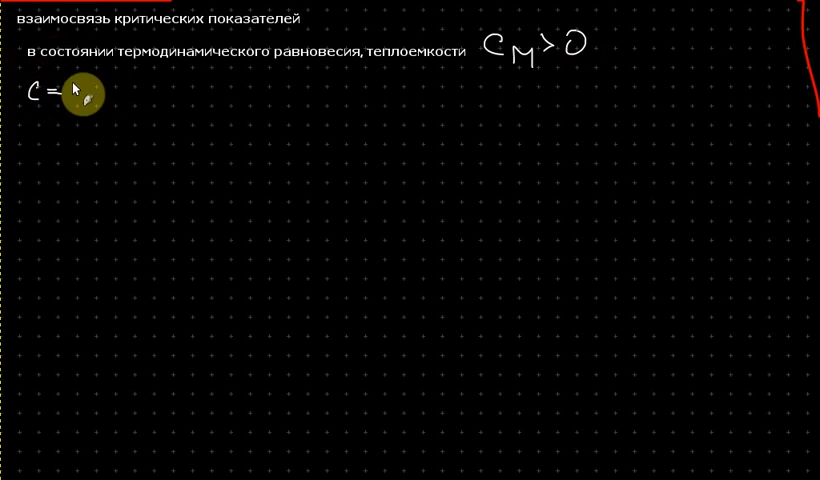 взаимосвязь критических показателей
в состоянии термодинамического равновесия, теплоемкости C_M > 0
C =